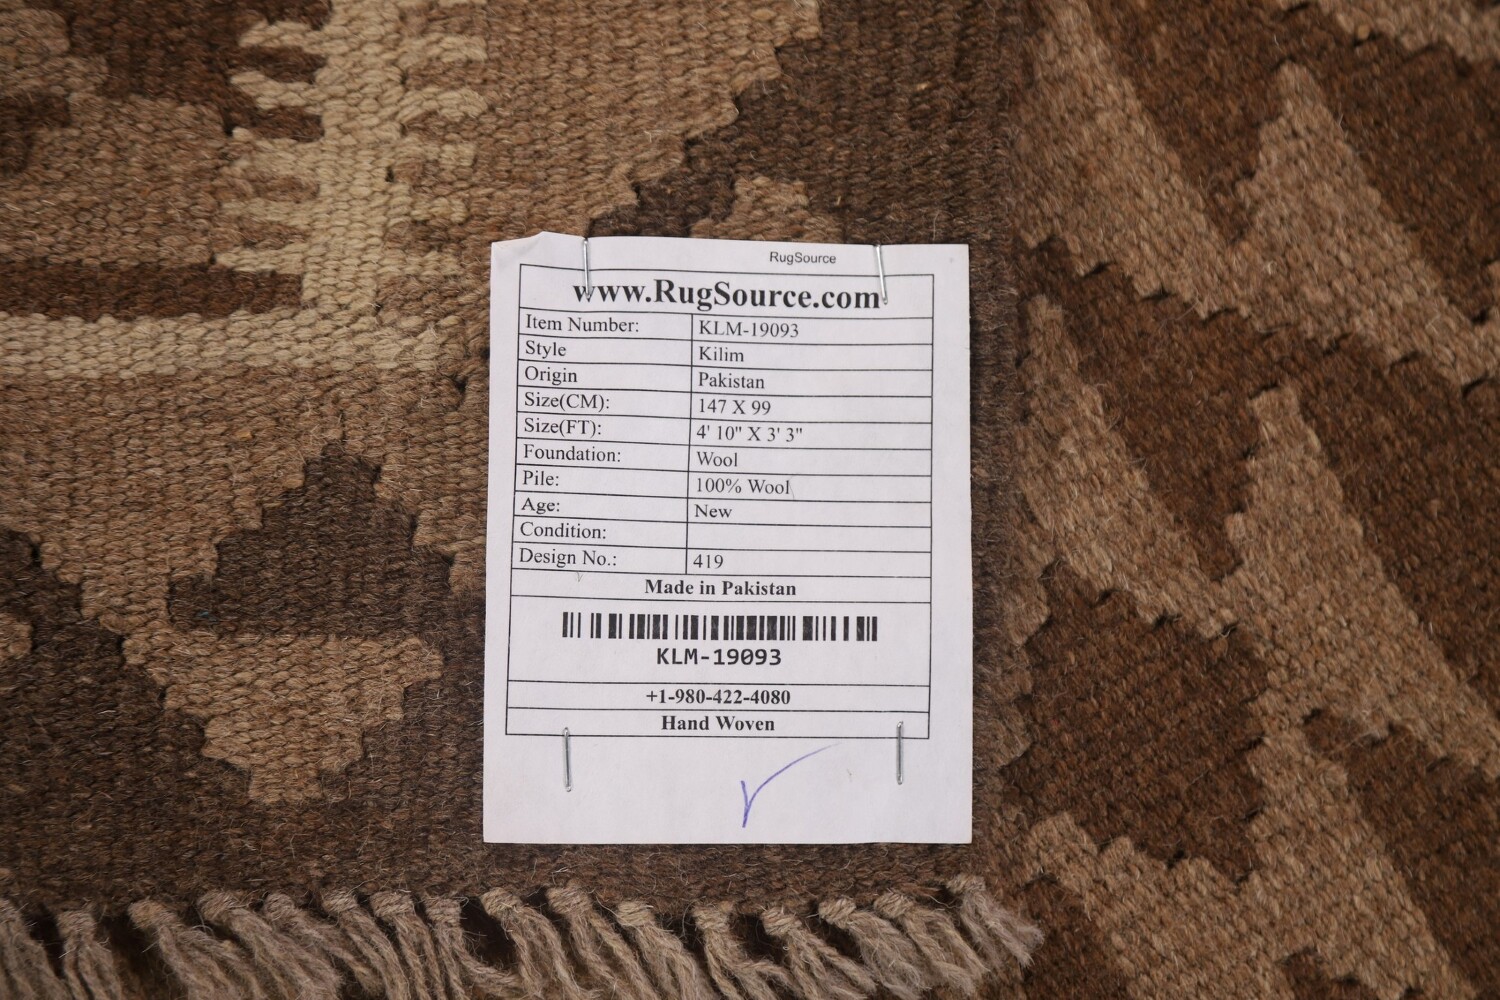 RugSource
www.RugSource.com
Item Number: KLM-19093
Style Kilim
Origin Pakistan
Size(CM): 147 X 99
Size(FT): 4' 10" X 3' 3"
Foundation: Wool
Pile: 100% Wool
Age: New
Condition:
Design No.: 419
Made in Pakistan
KLM-19093
+1-980-422-4080
Hand Woven